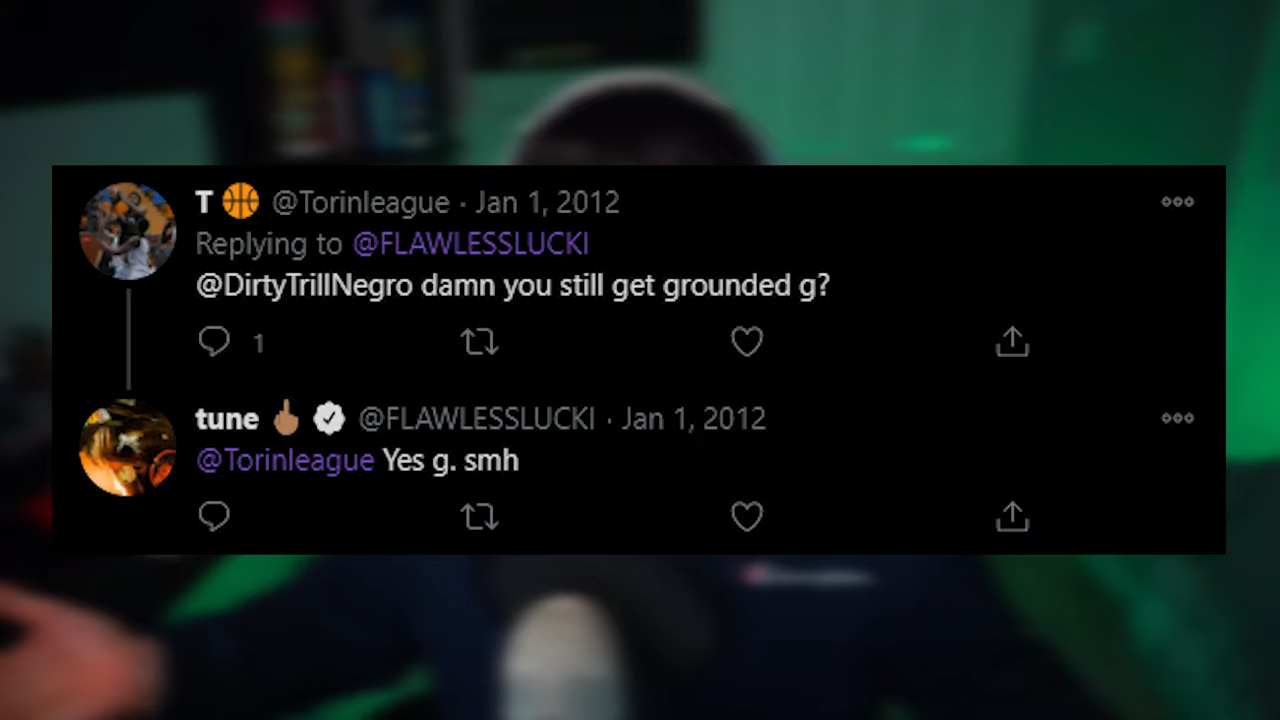 T 🏀 @Torinleague · Jan 1, 2012
Replying to @FLAWLESSLUCKI
@DirtyTrillNegro damn you still get grounded g?
1
tune 🖕🏽 @FLAWLESSLUCKI · Jan 1, 2012
@Torinleague Yes g. smh